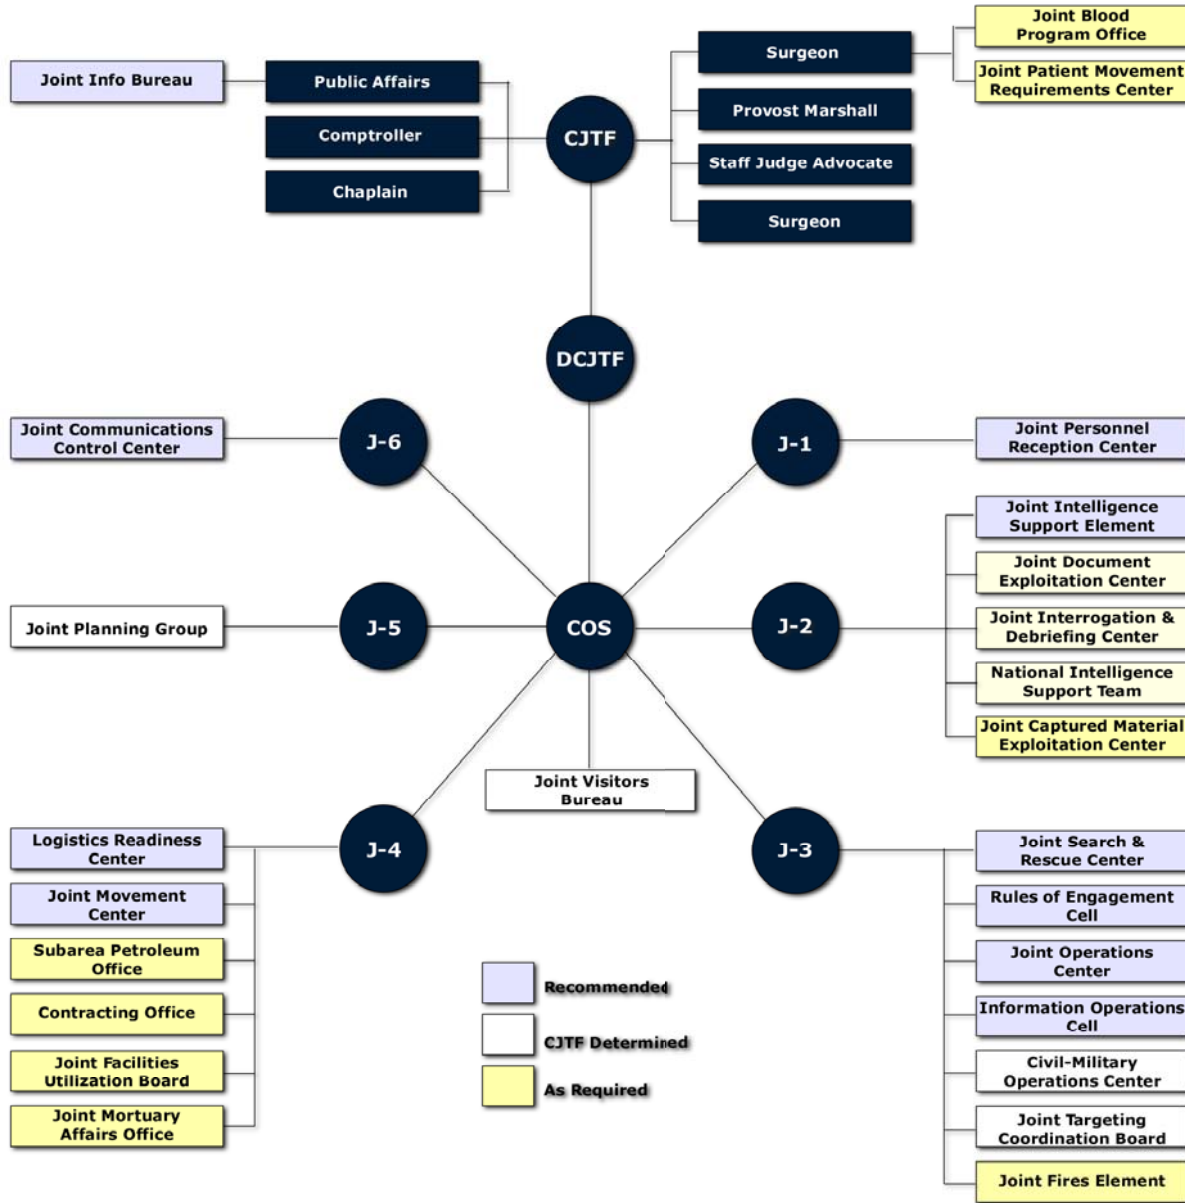 Joint Blood
Program Office
Surgeon
Joint Info Bureau
Public Affairs
Joint Patient Movement
Requirements Center
Provost Marshall
Comptroller
CJTF
Staff Judge Advocate
Chaplain
Surgeon
DCJTF
Joint Communications
Control Center
J-6
J-1
Joint Personnel
Reception Center
Joint Intelligence
Support Element
Joint Document
Exploitation Center
Joint Planning Group
J-5
COS
J-2
Joint Interrogation &
Debriefing Center
National Intelligence
Support Team
Joint Captured Material
Exploitation Center
Joint Visitors
Bureau
Logistics Readiness
Center
J-4
J-3
Joint Search &
Rescue Center
Joint Movement
Center
Rules of Engagement
Cell
Subarea Petroleum
Office
Joint Operations
Center
Recommended
Contracting Office
Information Operations
Cell
CJTF Determined
Joint Facilities
Utilization Board
Civil-Military
Operations Center
As Required
Joint Mortuary
Affairs Office
Joint Targeting
Coordination Board
Joint Fires Element